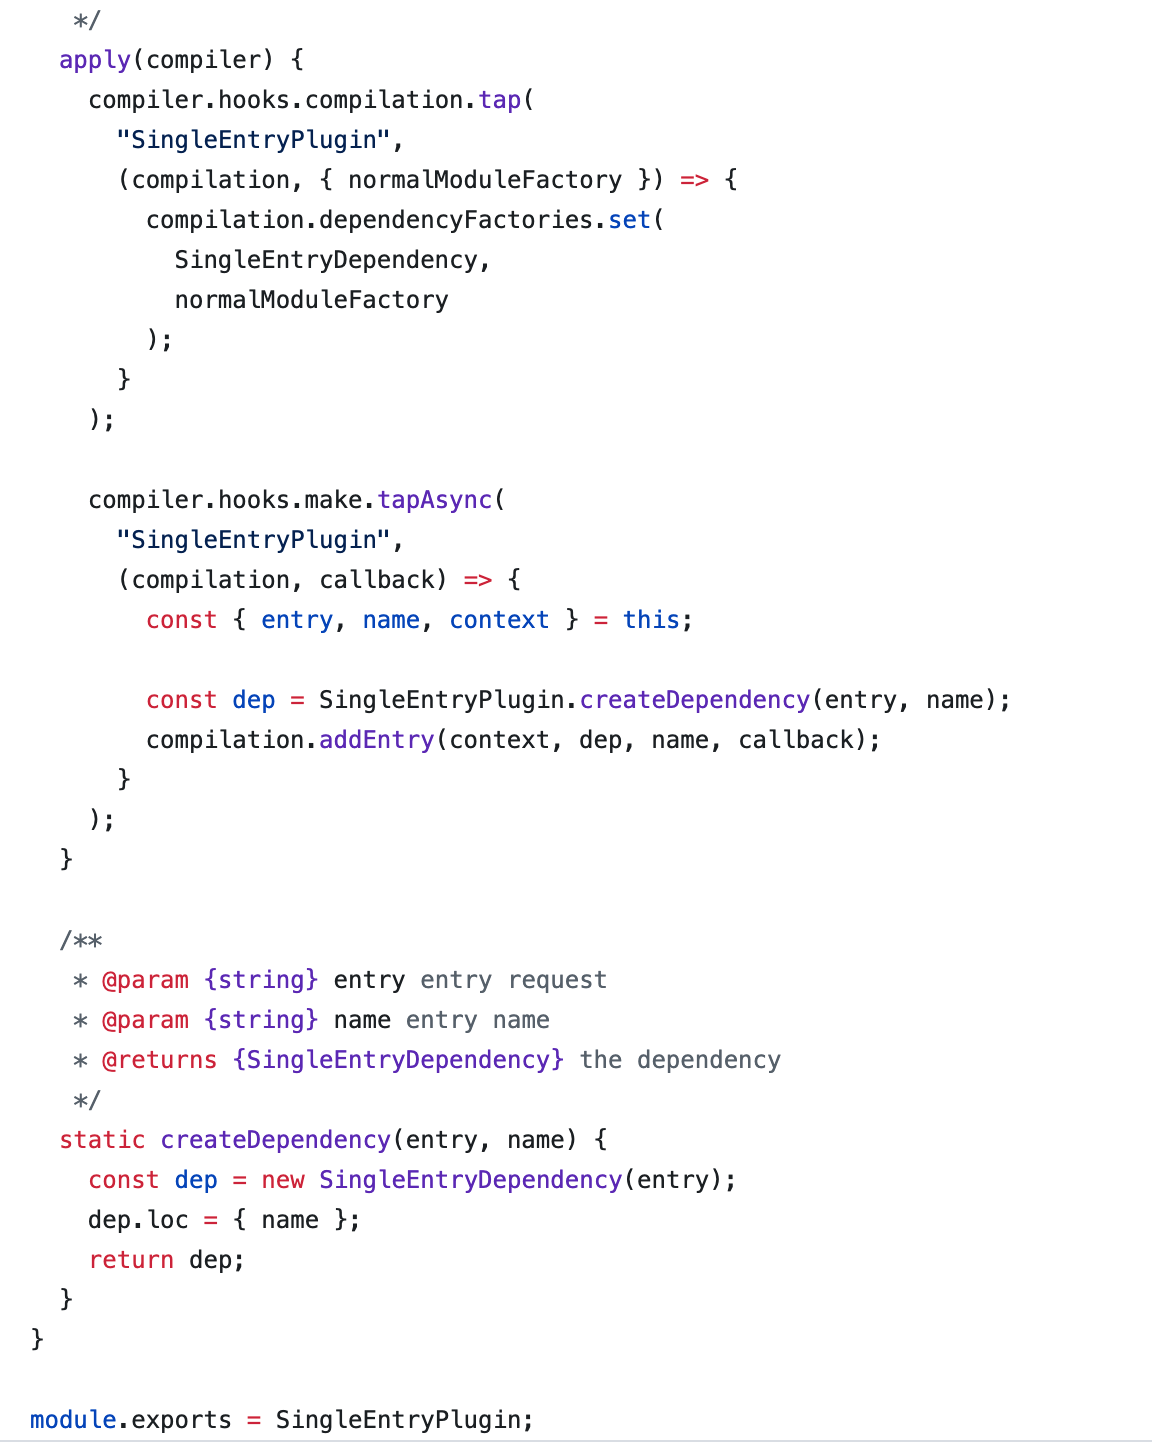 */
apply(compiler) {
compiler.hooks.compilation.tap(
"SingleEntryPlugin",
(compilation, { normalModuleFactory }) => {
compilation.dependencyFactories.set(
SingleEntryDependency,
normalModuleFactory
);
}
);
compiler.hooks.make.tapAsync(
"SingleEntryPlugin",
(compilation, callback) => {
const { entry, name, context } = this;
const dep = SingleEntryPlugin.createDependency(entry, name);
compilation.addEntry(context, dep, name, callback);
}
);
}
/**
* @param {string} entry entry request
* @param {string} name entry name
* @returns {SingleEntryDependency} the dependency
*/
static createDependency(entry, name) {
const dep = new SingleEntryDependency(entry);
dep.loc = { name };
return dep;
}
}
module.exports = SingleEntryPlugin;